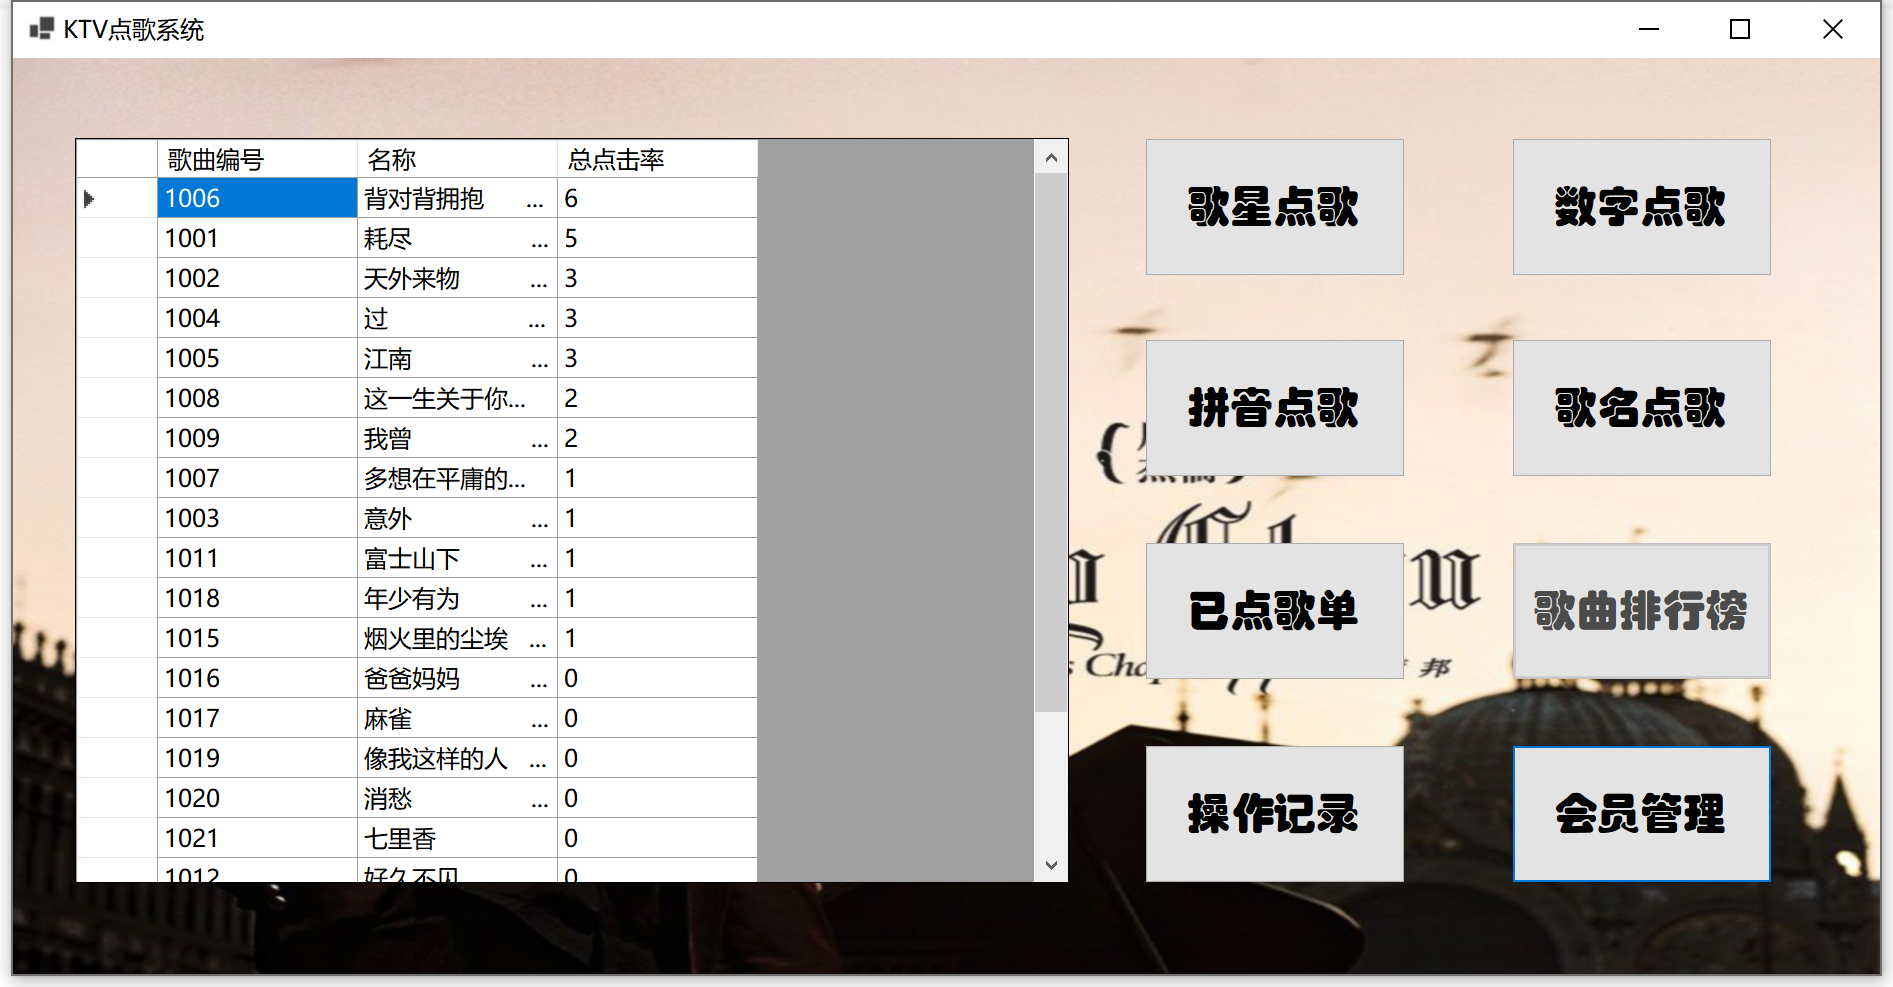 KTV点歌系统
歌曲编号 名称 总点击率
1006 背对背拥抱 ... 6
1001 耗尽 ... 5
1002 天外来物 ... 3
1004 过 ... 3
1005 江南 ... 3
1008 这一生关于你... 2
1009 我曾 ... 2
1007 多想在平庸的... 1
1003 意外 ... 1
1011 富士山下 ... 1
1018 年少有为 ... 1
1015 烟火里的尘埃 ... 1
1016 爸爸妈妈 ... 0
1017 麻雀 ... 0
1019 像我这样的人 ... 0
1020 消愁 ... 0
1021 七里香 0
1012 好久不见 0
歌星点歌 数字点歌
拼音点歌 歌名点歌
已点歌单 歌曲排行榜
邦
操作记录 会员管理